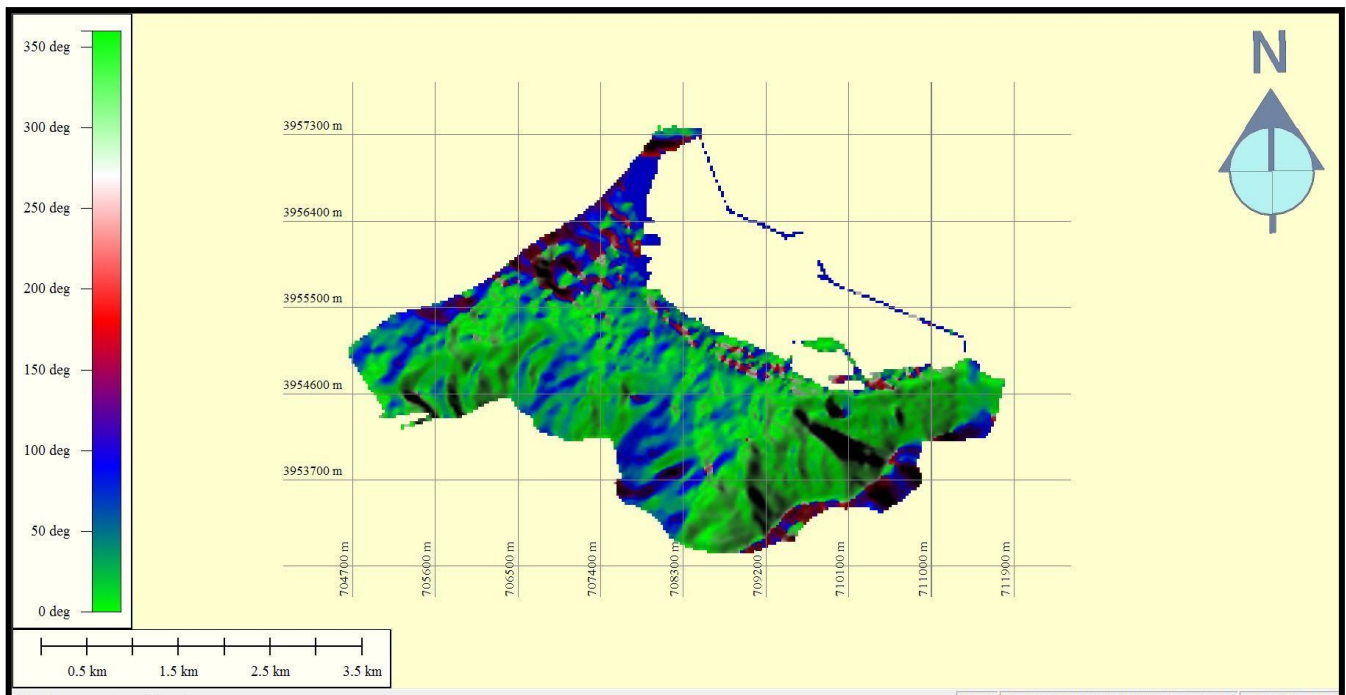 350 deg
300 deg
250 deg
200 deg
150 deg
100 deg
50 deg
0 deg
N
3957300 m
3956400 m
3955500 m
3954600 m
3953700 m
704700 m
705600 m
706500 m
707400 m
708300 m
709200 m
710100 m
711000 m
711900 m
0.5 km 1.5 km 2.5 km 3.5 km